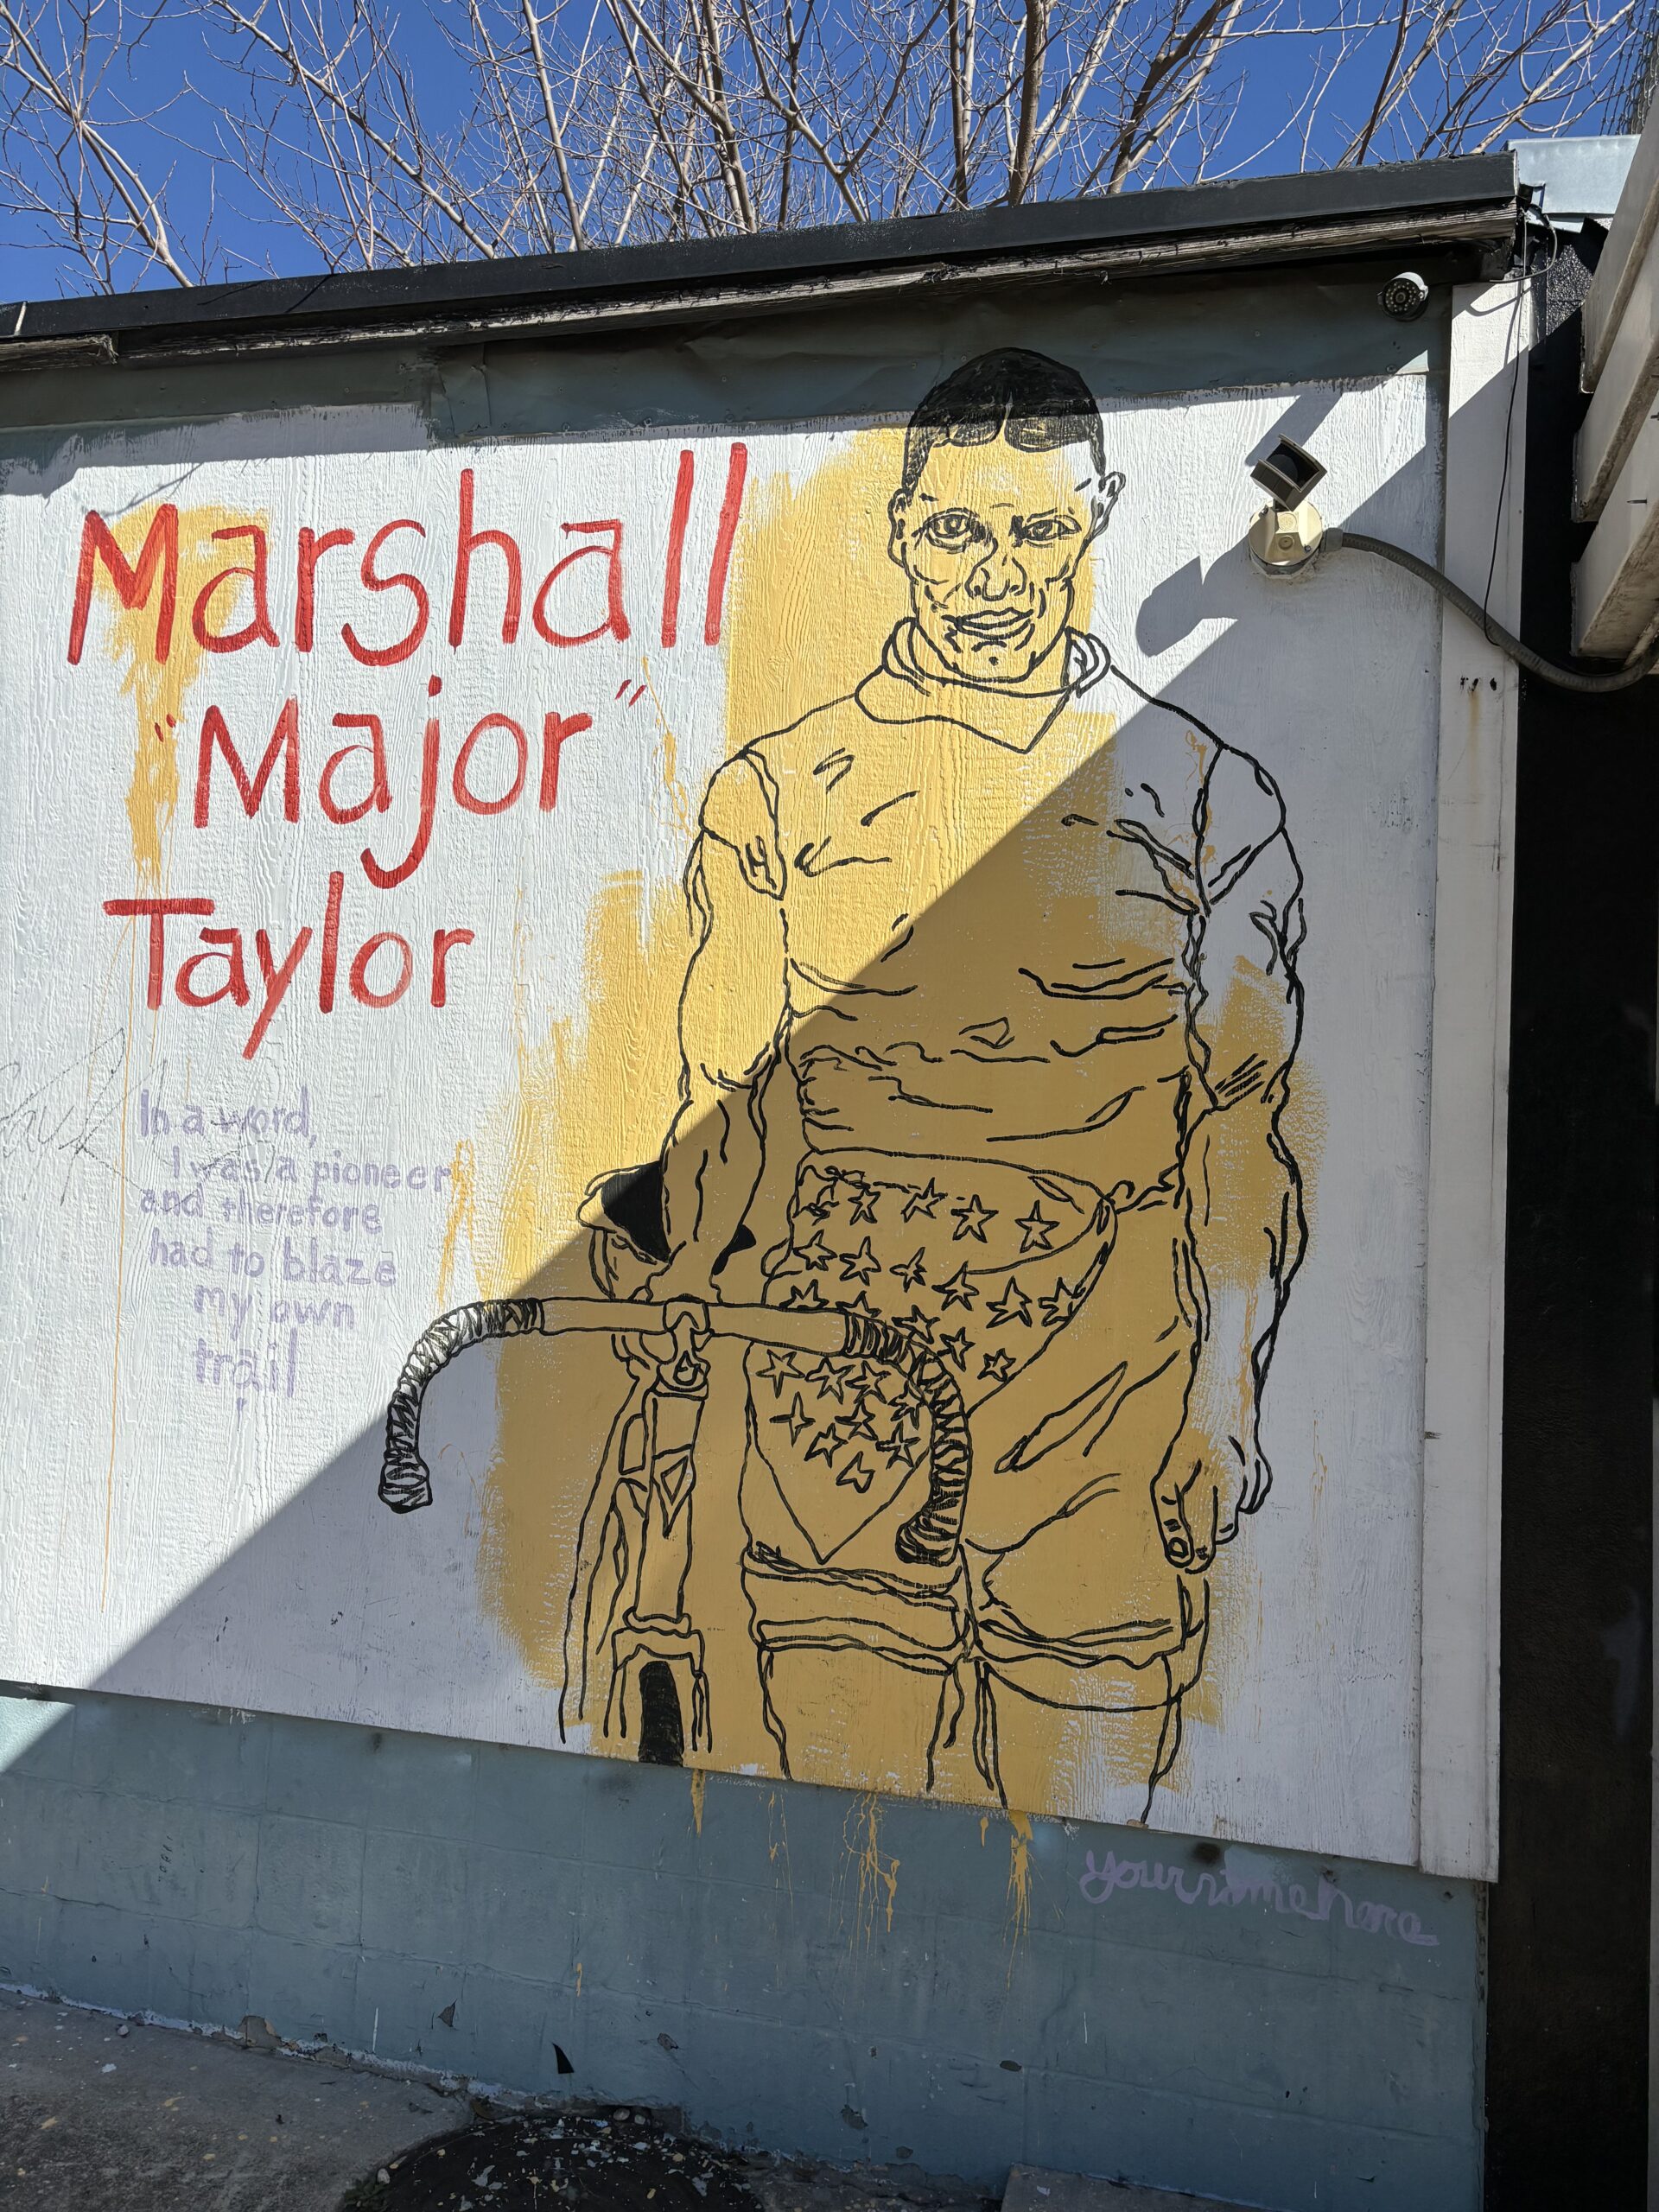 Marshall
"Major"
Taylor
In a word,
I was a pioneer
and therefore
had to blaze
my own
trail